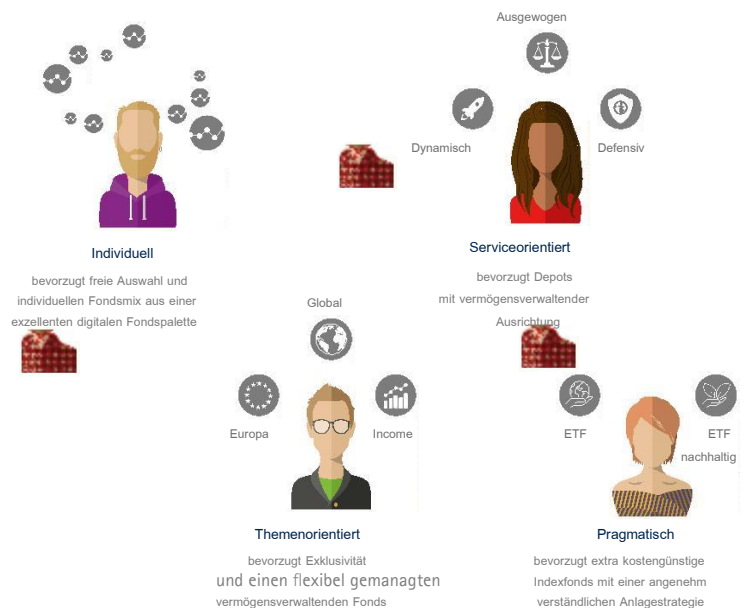 Ausgewogen
Dynamisch
Defensiv
Individuell
bevorzugt freie Auswahl und
individuellen Fondsmix aus einer
exzellenten digitalen Fondspalette
Serviceorientiert
bevorzugt Depots
mit vermögensverwaltender
Ausrichtung
Global
Europa
Income
Themenorientiert
bevorzugt Exklusivität
und einen flexibel gemanagten
vermögensverwaltenden Fonds
ETF
ETF
nachhaltig
Pragmatisch
bevorzugt extra kostengünstige
Indexfonds mit einer angenehm
verständlichen Anlagestrategie